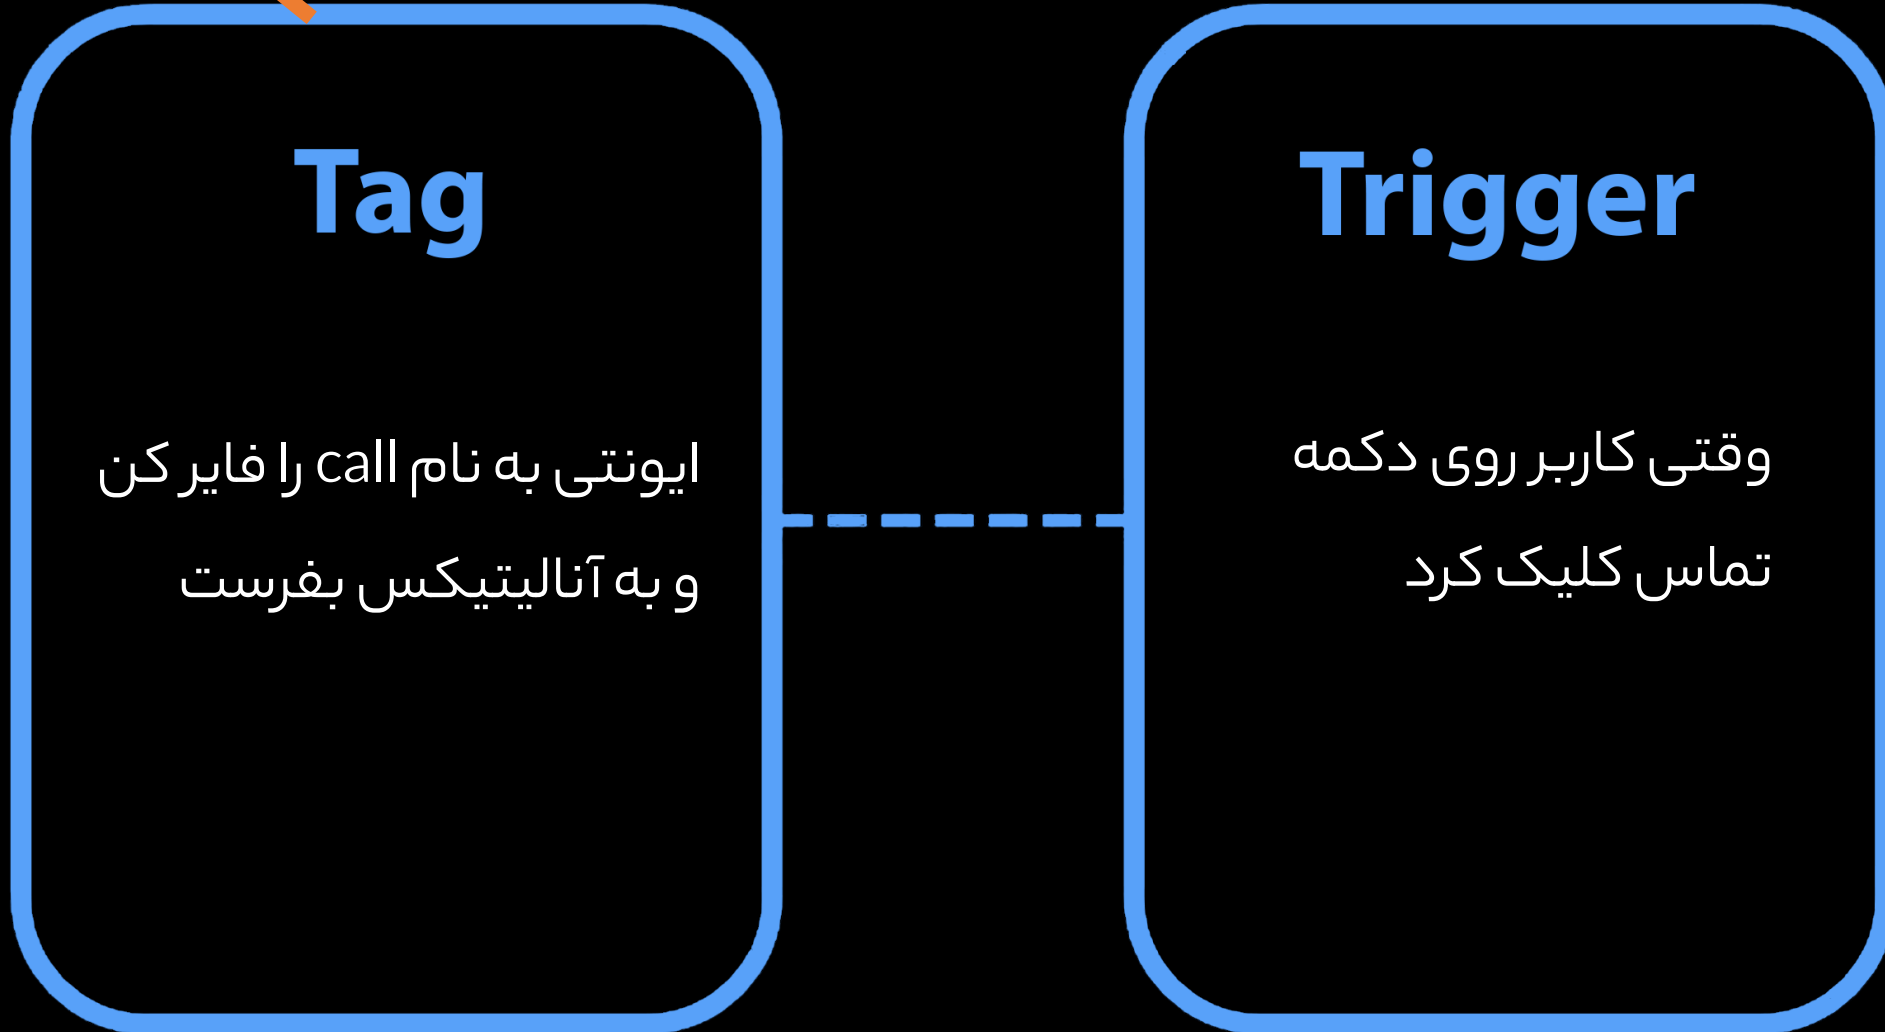 Tag
ایونتی به نام call را فایر کن
و به آنالیتیکس بفرست
Trigger
وقتی کاربر روی دکمه
تماس کلیک کرد